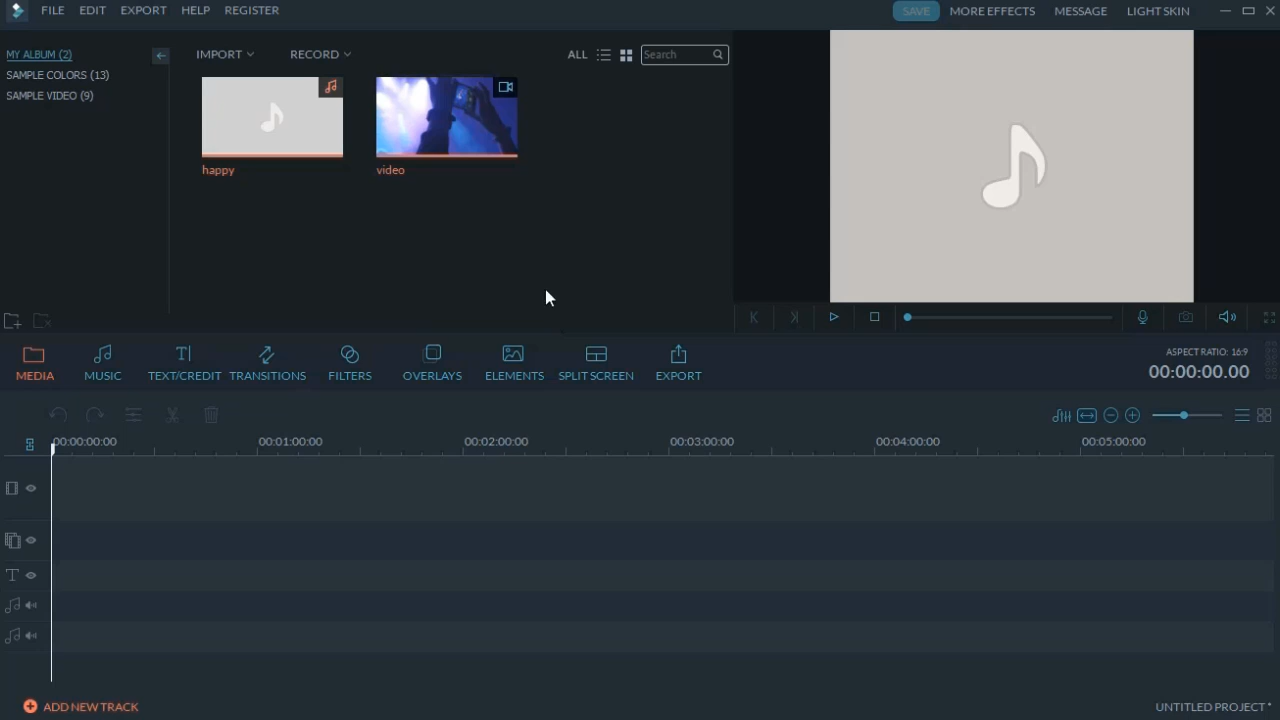 FILE EDIT EXPORT HELP REGISTER SAVE MORE EFFECTS MESSAGE LIGHT SKIN
MY ALBUM (2)
SAMPLE COLORS (13)
SAMPLE VIDEO (9)
IMPORT RECORD ALL Search
happy video
MEDIA MUSIC TEXT/CREDIT TRANSITIONS FILTERS OVERLAYS ELEMENTS SPLIT SCREEN EXPORT
ASPECT RATIO: 16:9
00:00:00.00
00:00:00:00 00:01:00:00 00:02:00:00 00:03:00:00 00:04:00:00 00:05:00:00
ADD NEW TRACK UNTITLED PROJECT *